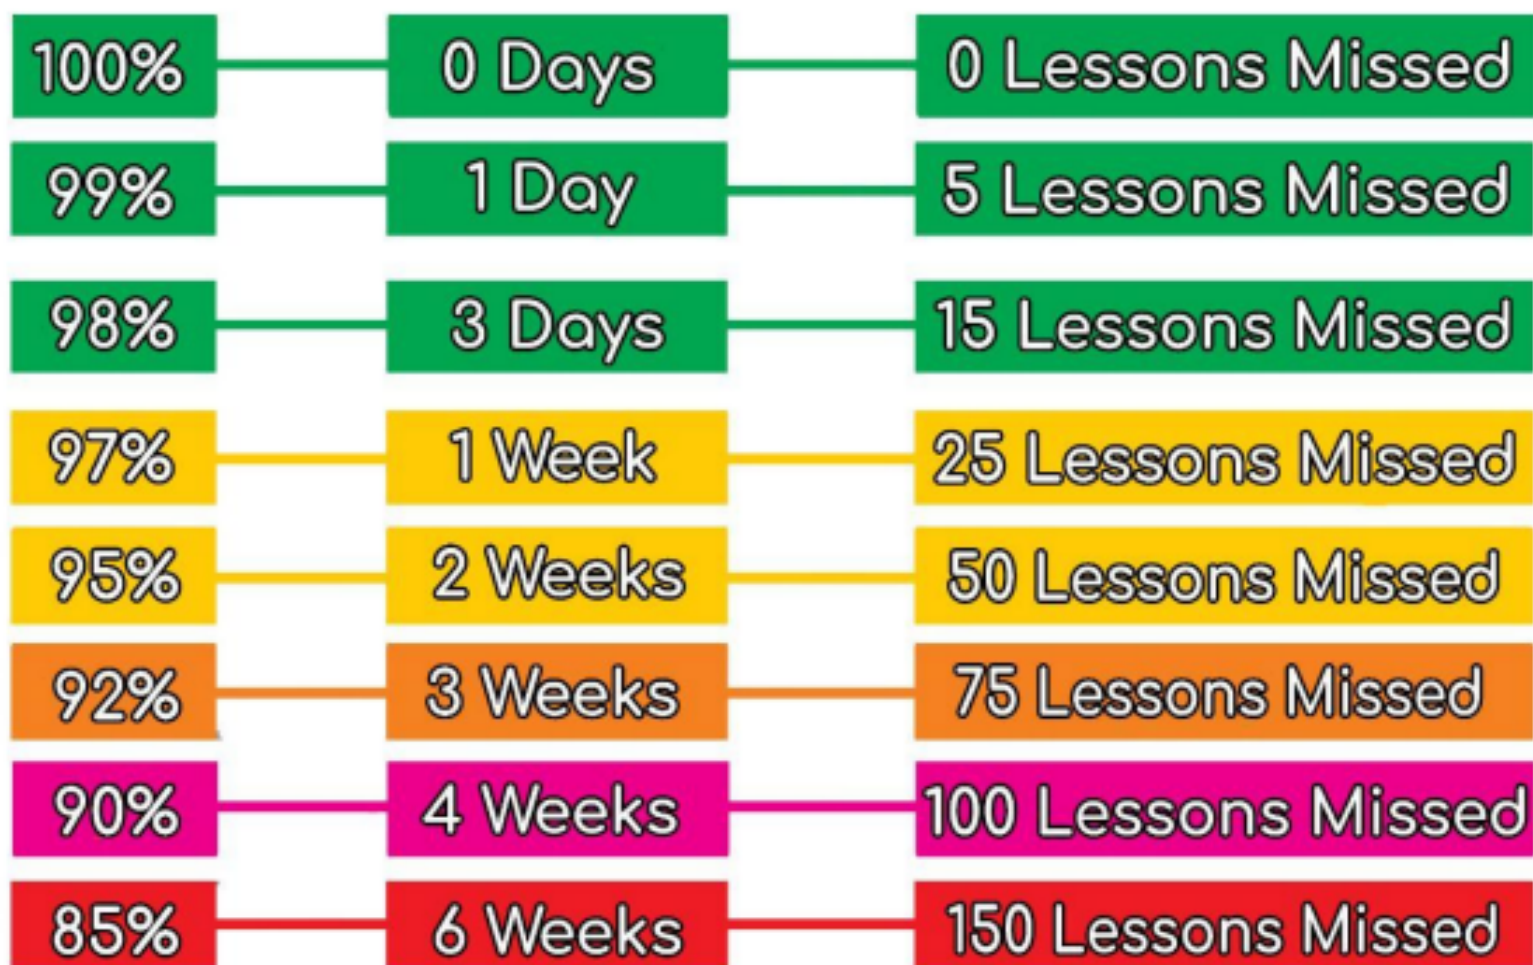 100% 0 Days 0 Lessons Missed
99% 1 Day 5 Lessons Missed
98% 3 Days 15 Lessons Missed
97% 1 Week 25 Lessons Missed
95% 2 Weeks 50 Lessons Missed
92% 3 Weeks 75 Lessons Missed
90% 4 Weeks 100 Lessons Missed
85% 6 Weeks 150 Lessons Missed